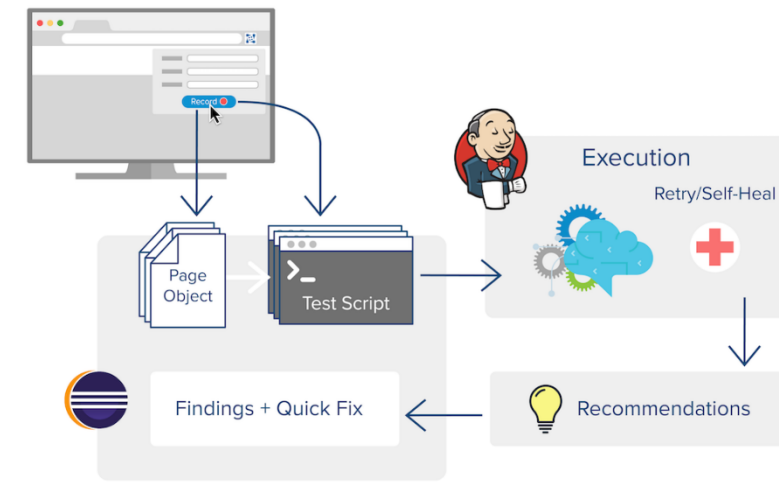 Record
Execution
Retry/Self-Heal
Page
Object
>_
Test Script
Findings + Quick Fix
Recommendations